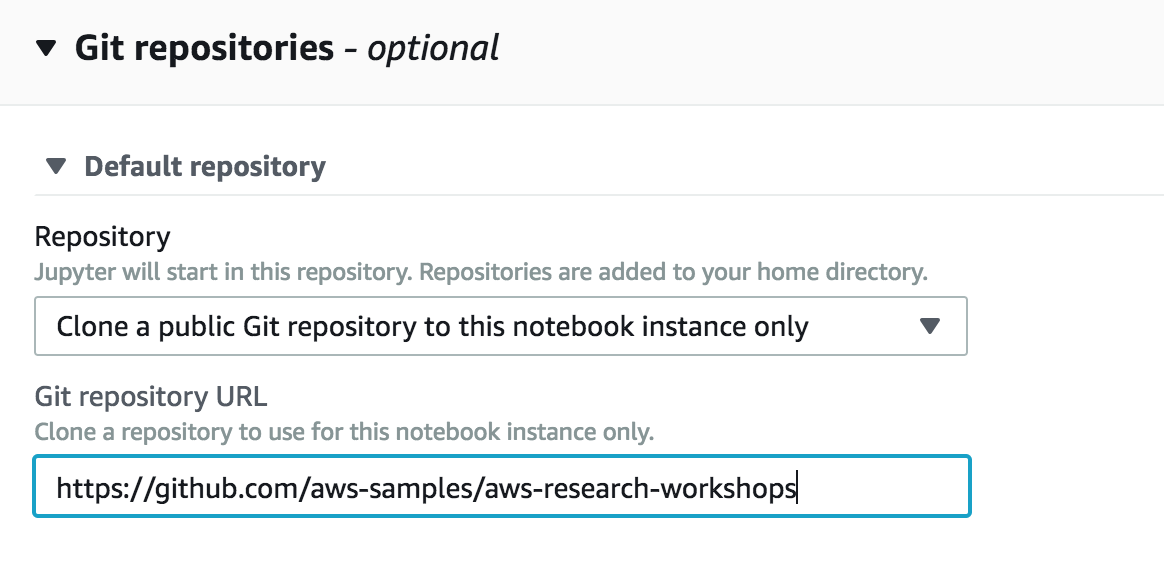 Git repositories - optional
Default repository
Repository
Jupyter will start in this repository. Repositories are added to your home directory.
Clone a public Git repository to this notebook instance only
Git repository URL
Clone a repository to use for this notebook instance only.
https://github.com/aws-samples/aws-research-workshops